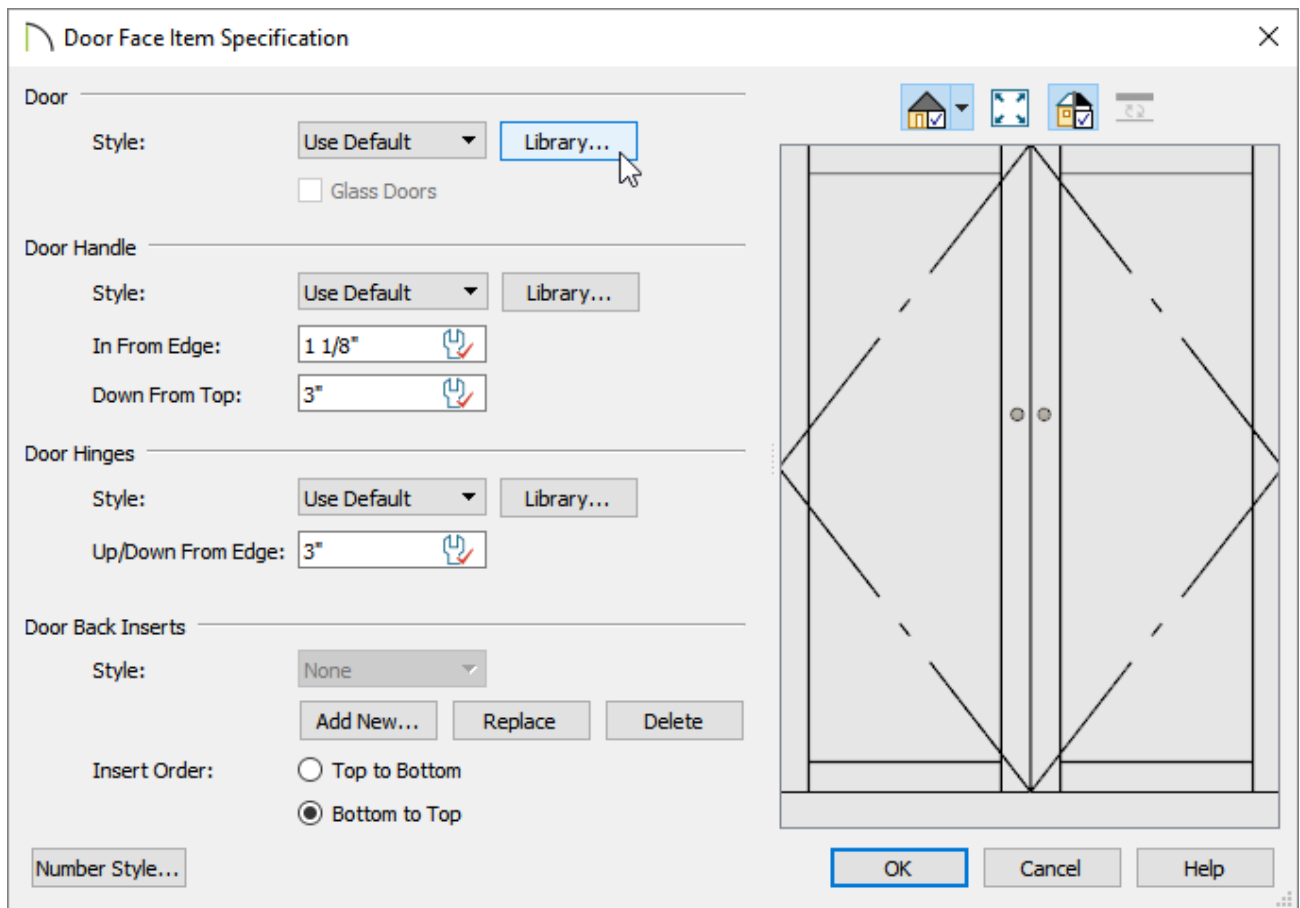 Door Face Item Specification
Door
Style: Use Default Library...
Glass Doors
Door Handle
Style: Use Default Library...
In From Edge: 1 1/8"
Down From Top: 3"
Door Hinges
Style: Use Default Library...
Up/Down From Edge: 3"
Door Back Inserts
Style: None
Add New... Replace Delete
Insert Order: Top to Bottom
Bottom to Top
Number Style... OK Cancel Help